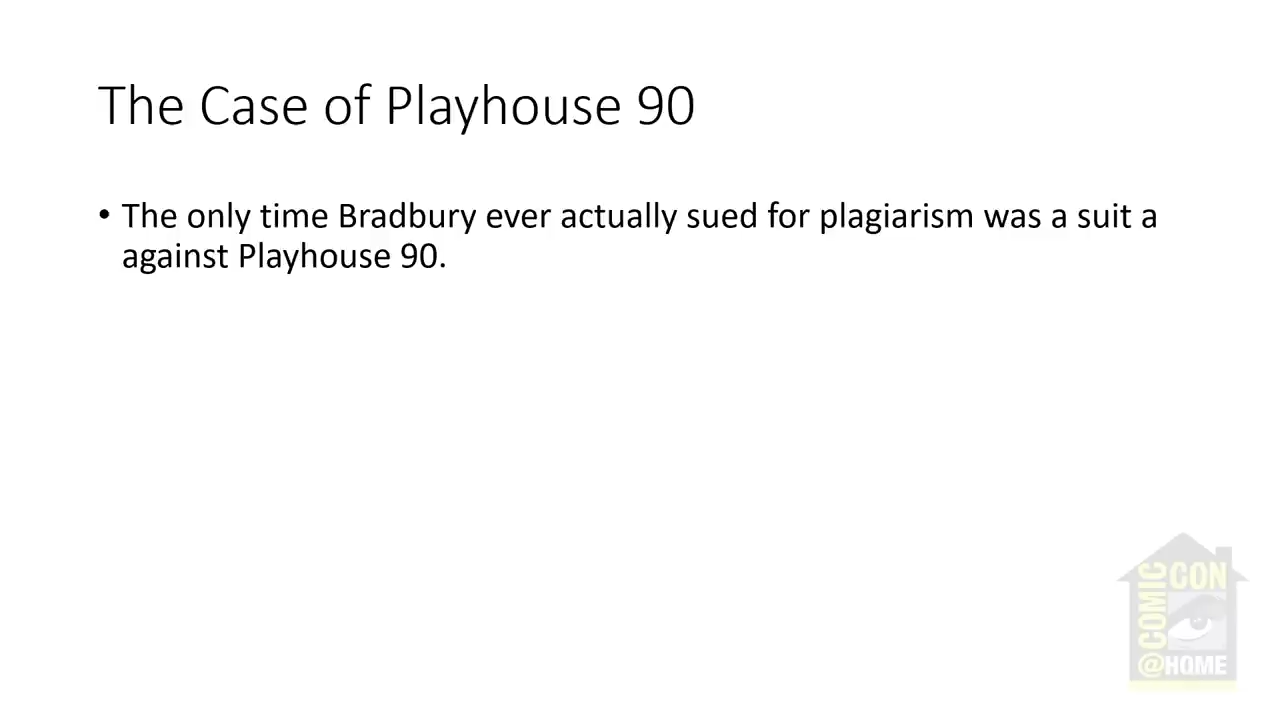 The Case of Playhouse 90
• The only time Bradbury ever actually sued for plagiarism was a suit a
against Playhouse 90.
COMIC
CON
@HOME